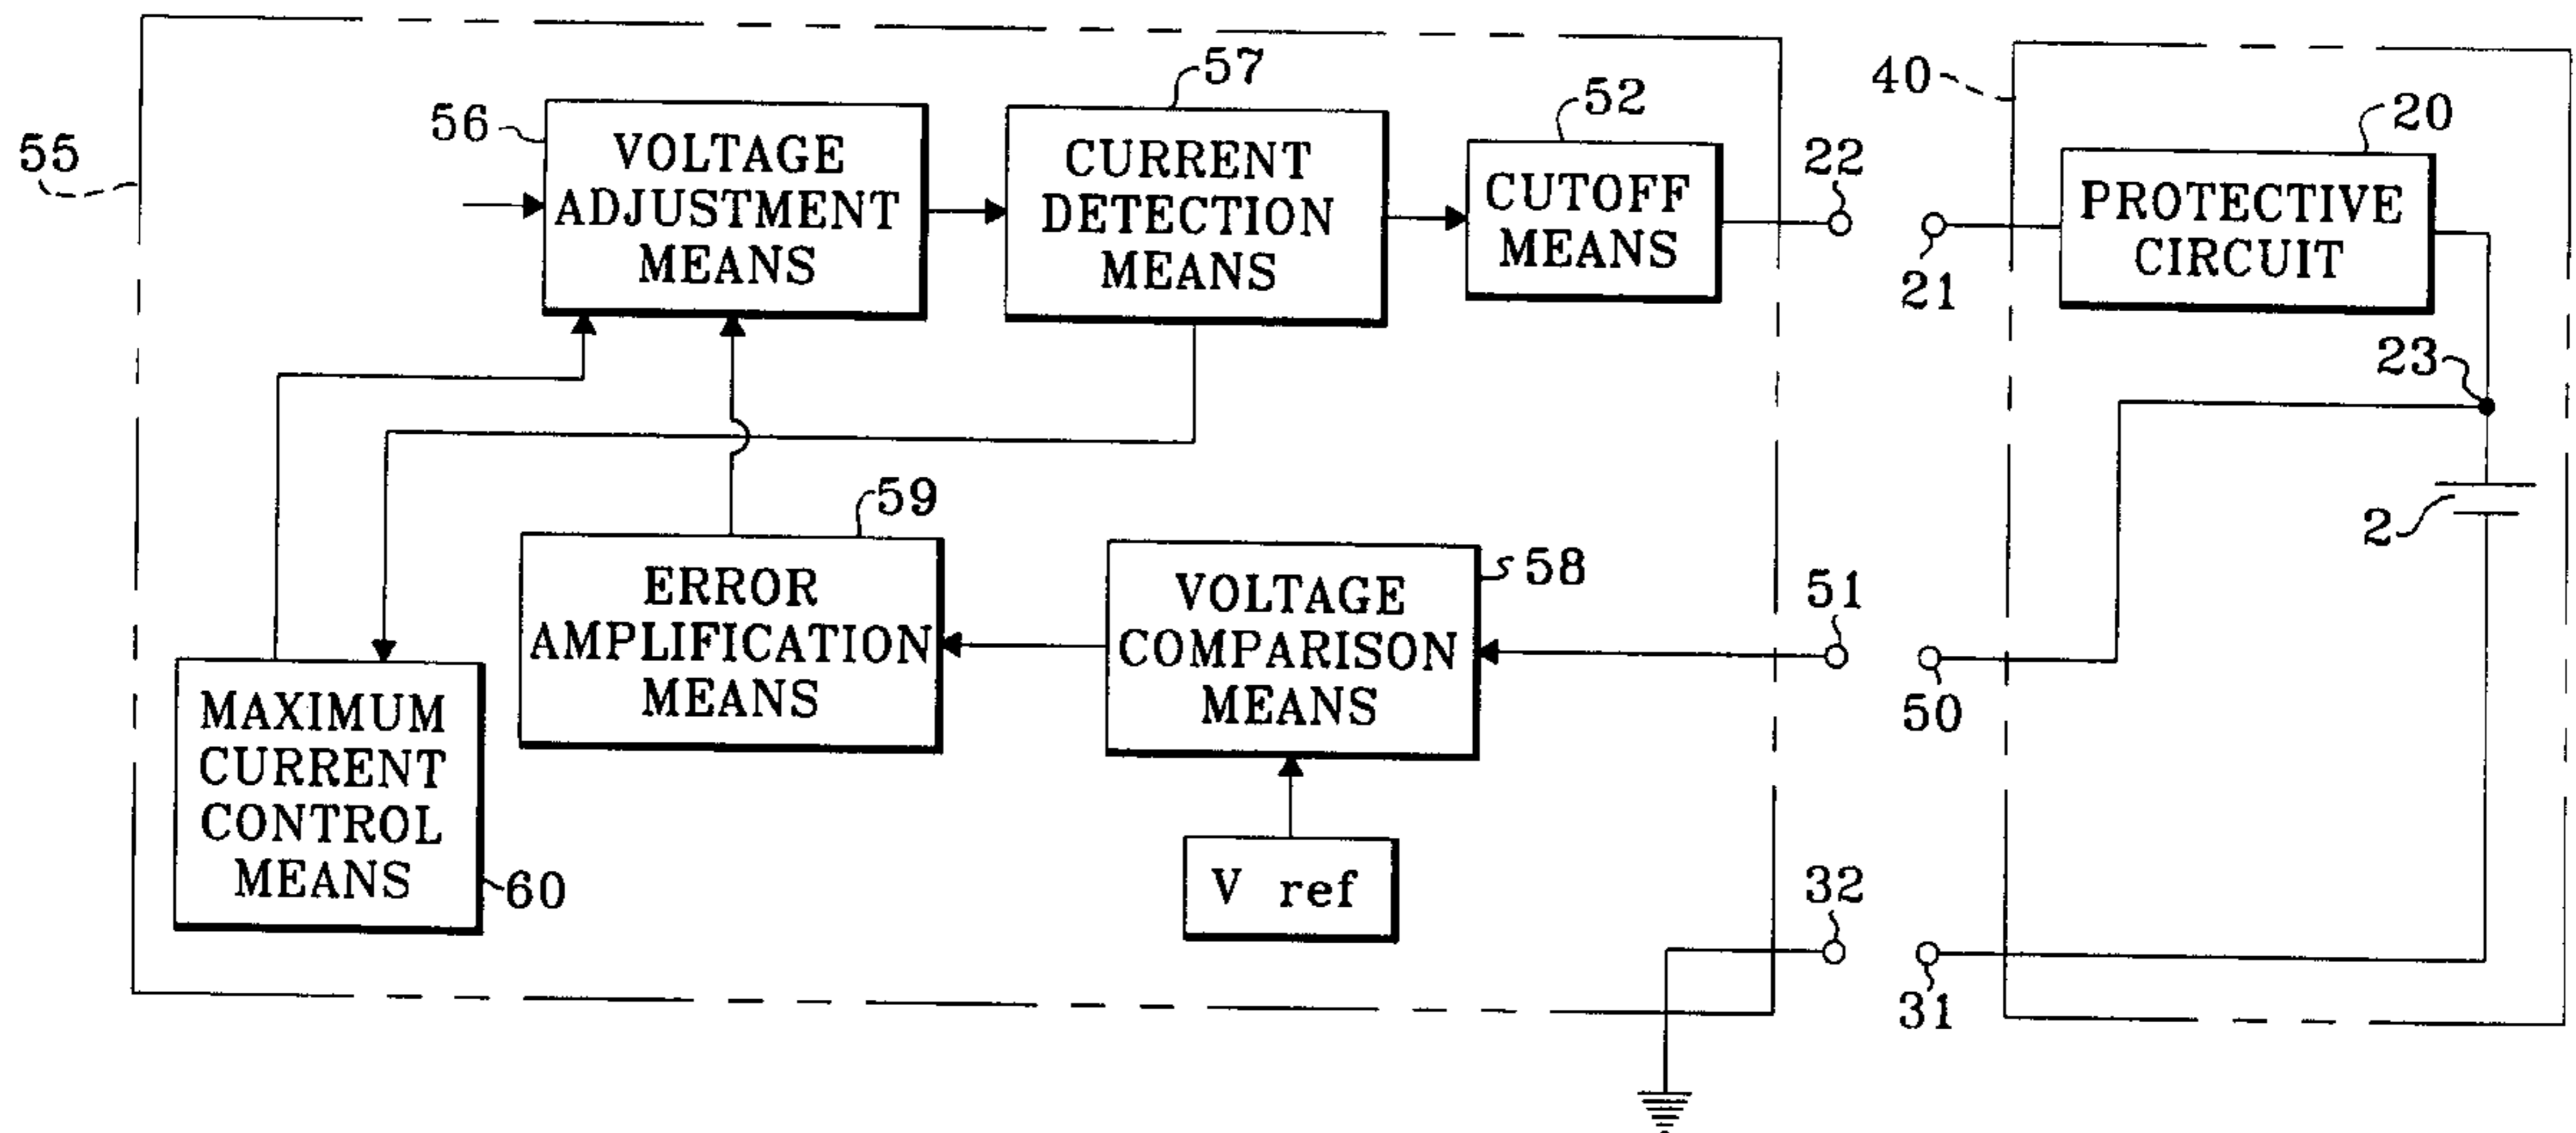 55
56
VOLTAGE
ADJUSTMENT
MEANS
57
CURRENT
DETECTION
MEANS
52
CUTOFF
MEANS
22
21
40
20
PROTECTIVE
CIRCUIT
23
2
59
ERROR
AMPLIFICATION
MEANS
58
VOLTAGE
COMPARISON
MEANS
51
50
MAXIMUM
CURRENT
CONTROL
MEANS
60
V ref
32
31